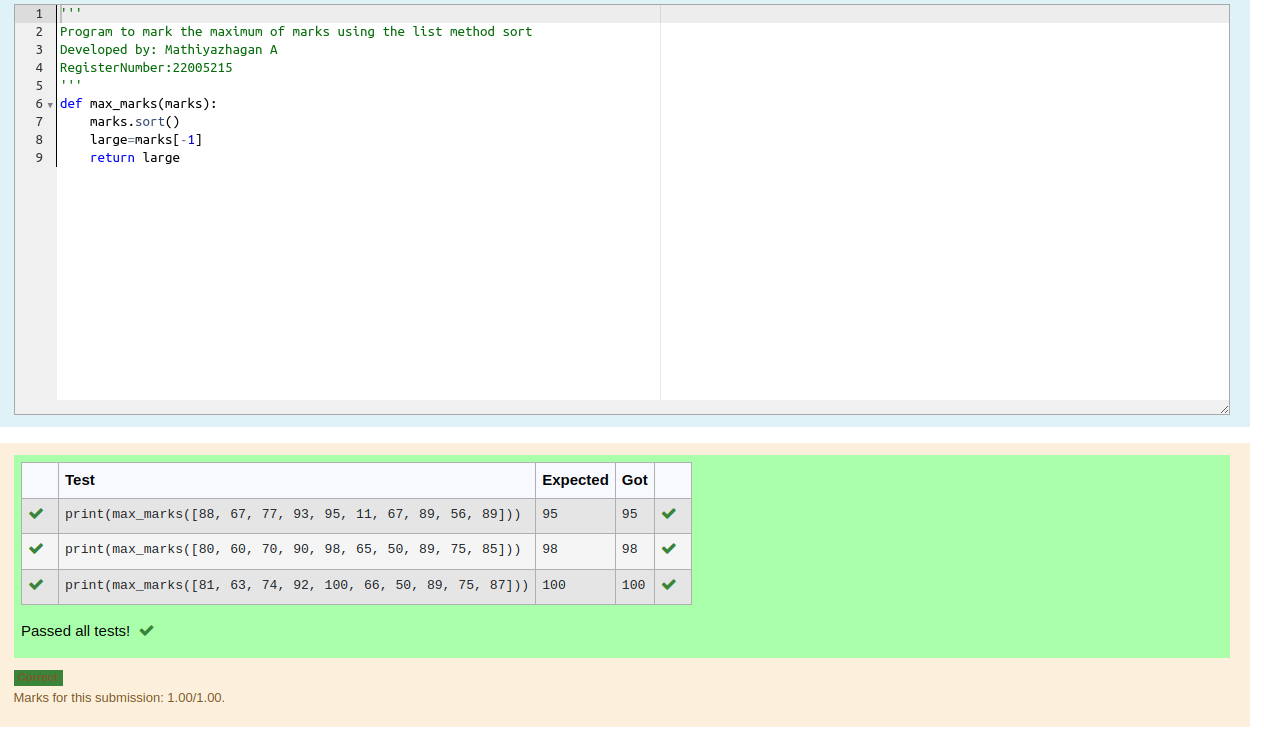 1 '''
2 Program to mark the maximum of marks using the list method sort
3 Developed by: Mathiyazhagan A
4 RegisterNumber:22005215
5 '''
6 def max_marks(marks):
7     marks.sort()
8     large=marks[-1]
9     return large
Test Expected Got
print(max_marks([88, 67, 77, 93, 95, 11, 67, 89, 56, 89])) 95 95
print(max_marks([80, 60, 70, 90, 98, 65, 50, 89, 75, 85])) 98 98
print(max_marks([81, 63, 74, 92, 100, 66, 50, 89, 75, 87])) 100 100
Passed all tests!
Correct
Marks for this submission: 1.00/1.00.